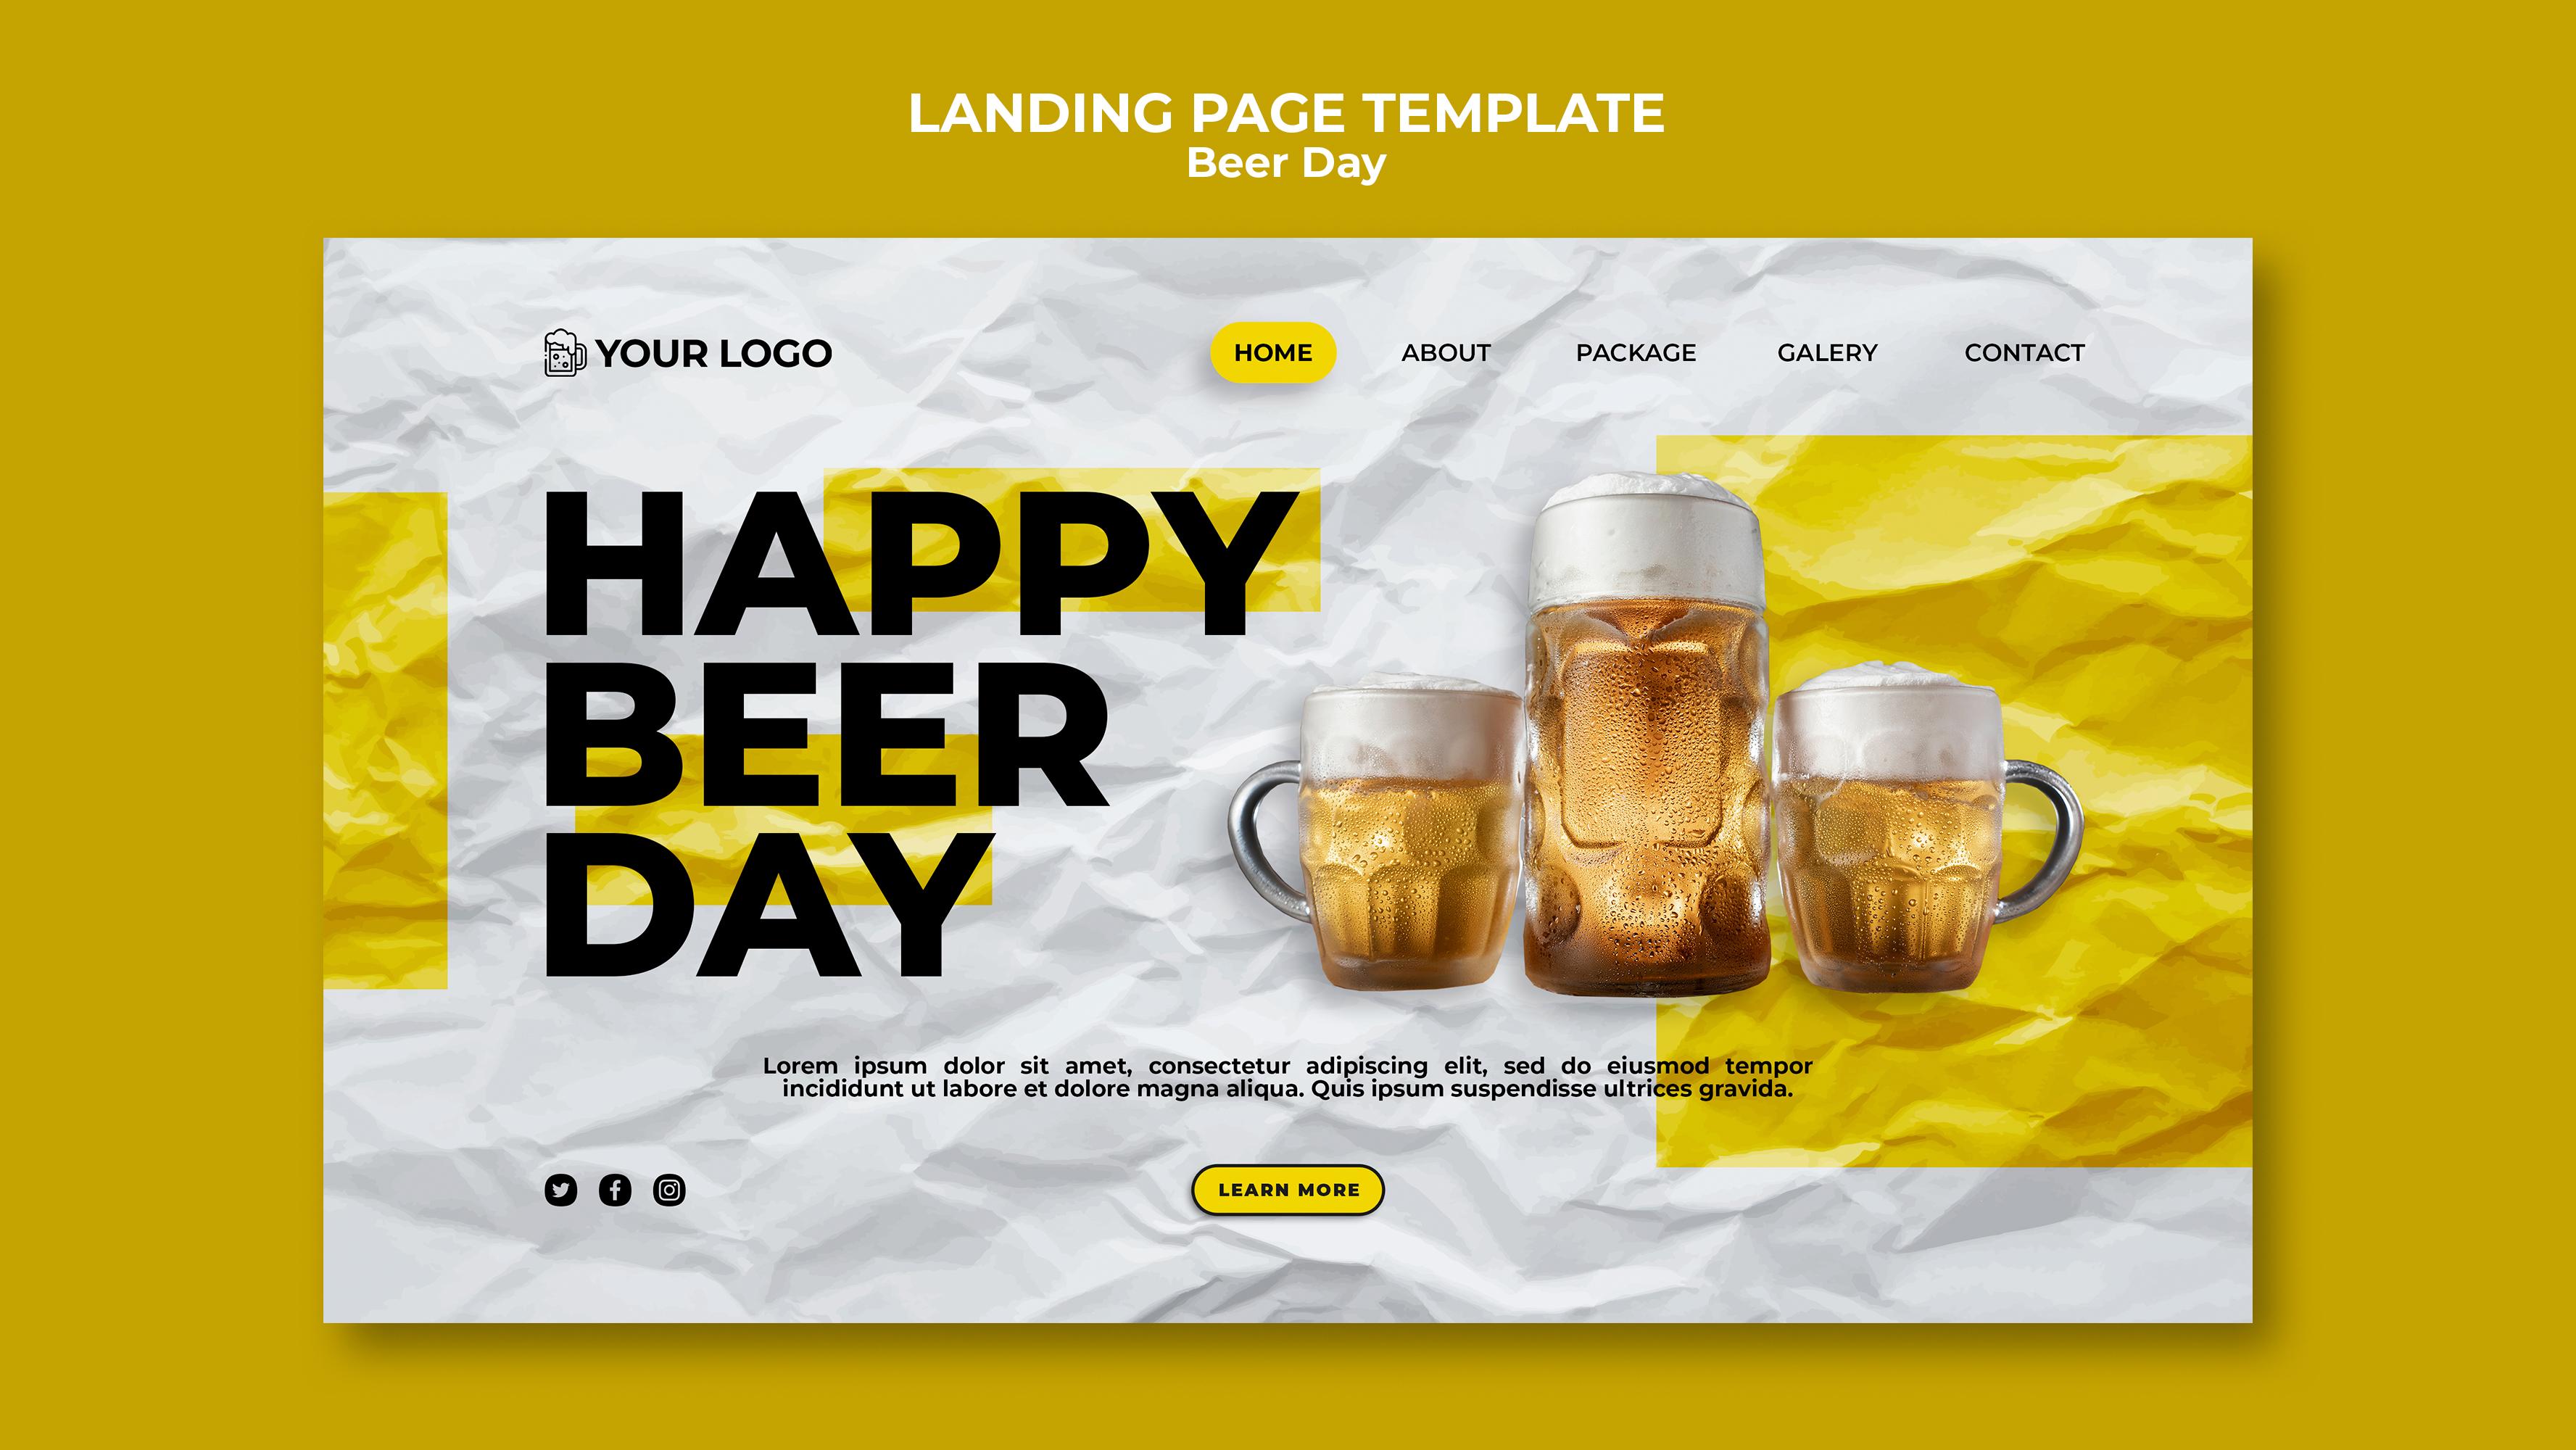 LANDING PAGE TEMPLATE
Beer Day
YOUR LOGO
HOME
ABOUT
PACKAGE
GALERY
CONTACT
HAPPY
BEER
DAY
Lorem ipsum dolor sit amet, consectetur adipiscing elit, sed do eiusmod tempor
incididunt ut labore et dolore magna aliqua. Quis ipsum suspendisse ultrices gravida.
LEARN MORE